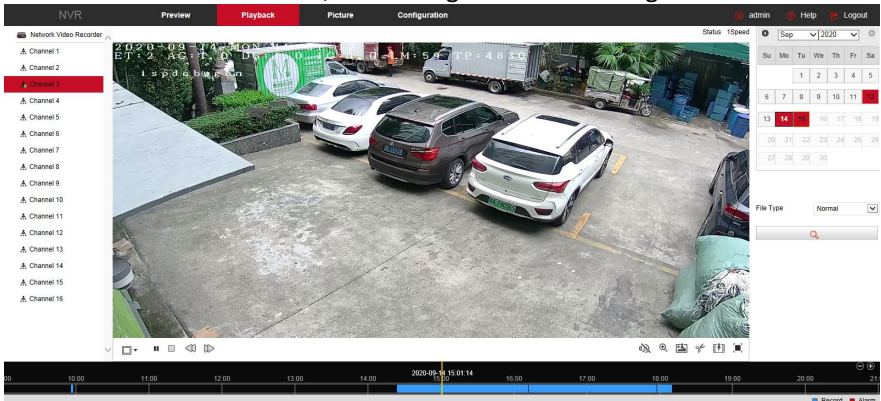 NVR Preview Playback Picture Configuration admin Help Logout
Network Video Recorder
Channel 1
Channel 2
Channel 3
Channel 4
Channel 5
Channel 6
Channel 7
Channel 8
Channel 9
Channel 10
Channel 11
Channel 12
Channel 13
Channel 14
Channel 15
Channel 16
Status 1Speed
2020-09-14 MON
Sep 2020
Su Mo Tu We Th Fr Sa
1 2 3 4 5
6 7 8 9 10 11 12
13 14 15 16 17 18 19
20 21 22 23 24 25 26
27 28 29 30
File Type Normal
2020-09-14 15:01:14
10:00 11:00 12:00 13:00 14:00 15:00 16:00 17:00 18:00 19:00 20:00
Record Alarm